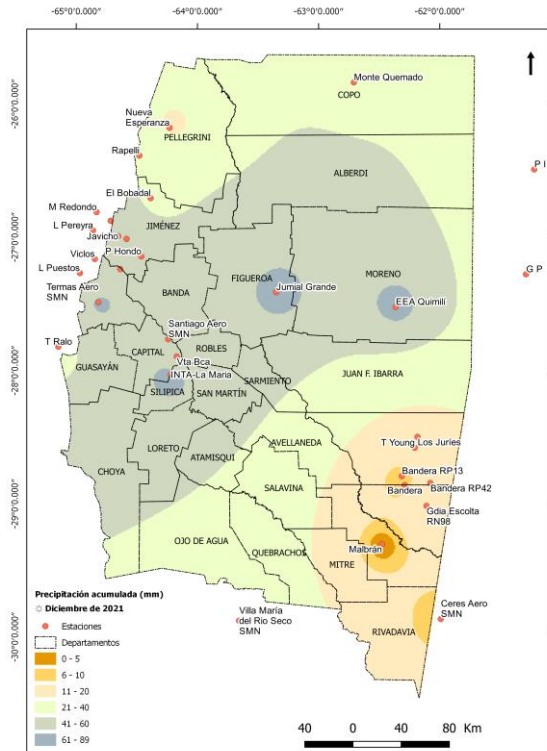 -65°0'0.000" -64°0'0.000" -63°0'0.000" -62°0'0.000"
-26°0'0.000"
-27°0'0.000"
-28°0'0.000"
-29°0'0.000"
-30°0'0.000"
Monte Quemado
COPO
Nueva
Esperanza
PELLEGRINI
Rapelli
P I
ALBERDI
El Bobadal
M Redondo
L Pereyra
JIMÉNEZ
Javicho
P Hondo
Viclos
L Puestos
G P
FIGUEROA
MORENO
BANDA
Jumial Grande
Termas Aero
SMN
EEA Quimilí
Santiago Aero
SMN
T Ralo
CAPITAL
ROBLES
Vta Bca
GUASAYÁN
INTA-La Maria
SARMIENTO
JUAN F. IBARRA
SILIPICA
SAN MARTÍN
AVELLANEDA
T Young
Los Juries
LORETO
ATAMISQUI
CHOYA
Bandera RP13
SALAVINA
Bandera
Bandera RP42
Gdia Escolta
RN98
OJO DE AGUA
QUEBRACHOS
Malbrán
MITRE
Villa María
del Rio Seco
SMN
Ceres Aero
SMN
RIVADAVIA
Precipitación acumulada (mm)
Diciembre de 2021
Estaciones
Departamentos
0 - 5
6 - 10
11 - 20
21 - 40
41 - 60
61 - 89
40 0 40 80 Km